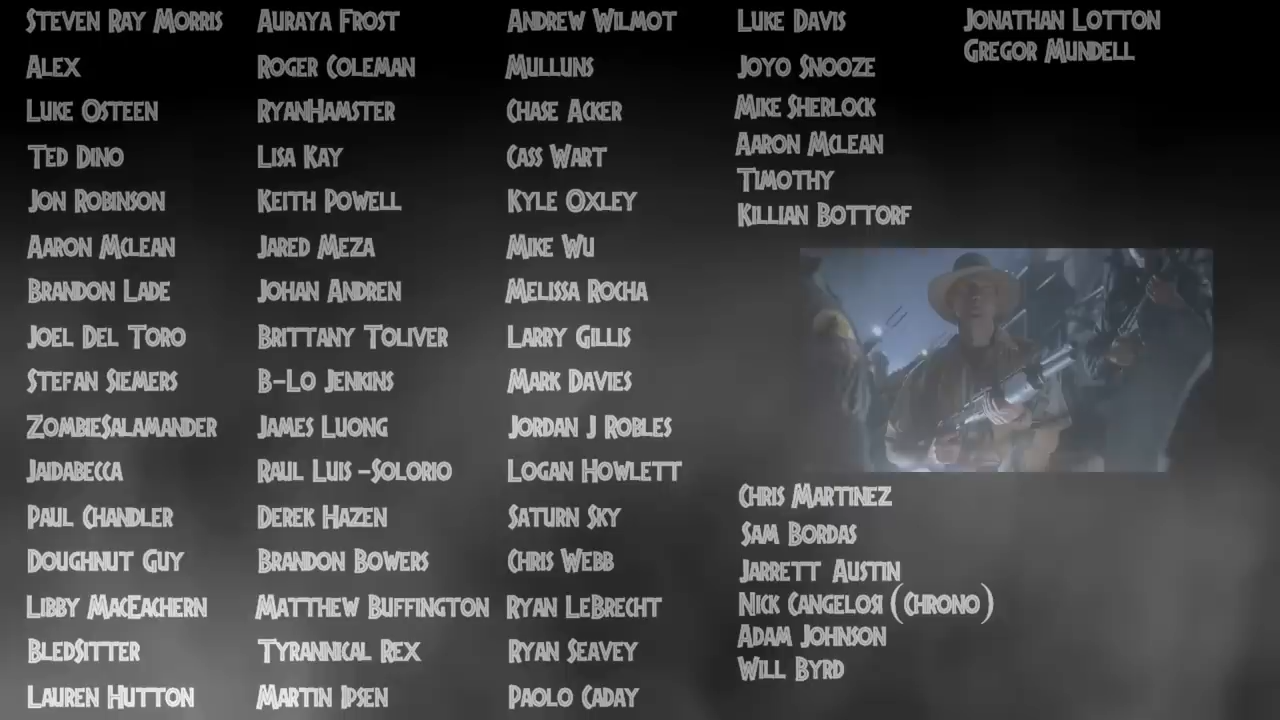 Steven Ray Morris
Alex
Luke Osteen
Ted Dino
Jon Robinson
Aaron McLean
Brandon Lade
Joel Del Toro
Stefan Siemers
ZombieSalamander
Jaidabecca
Paul Chandler
Doughnut Guy
Libby MacEachern
BledSitter
Lauren Hutton
Auraya Frost
Roger Coleman
RyanHamster
Lisa Kay
Keith Powell
Jared Meza
Johan Andren
Brittany Toliver
B-Lo Jenkins
James Luong
Raul Luis -Solorio
Derek Hazen
Brandon Bowers
Matthew Buffington
Tyrannical Rex
Martin Ipsen
Andrew Wilmot
Mulluns
Chase Acker
Cass Wart
Kyle Oxley
Mike Wu
Melissa Rocha
Larry Gillis
Mark Davies
Jordan J Robles
Logan Howlett
Saturn Sky
Chris Webb
Ryan LeBrecht
Ryan Seavey
Paolo Caday
Luke Davis
Joyo Snooze
Mike Sherlock
Aaron McLean
Timothy
Killian Bottorf
Chris Martinez
Sam Bordas
Jarrett Austin
Nick Cangelosi (Chrono)
Adam Johnson
Will Byrd
Jonathan Lotton
Gregor Mundell